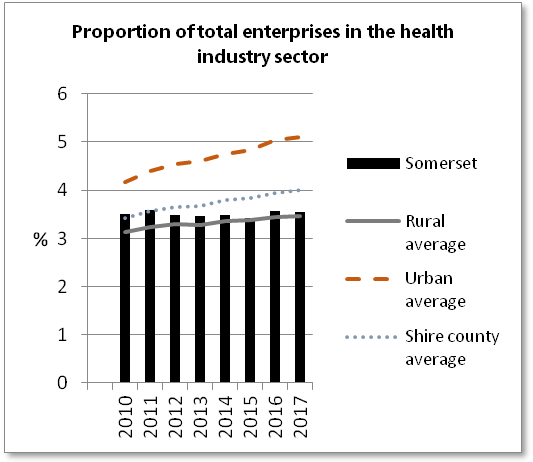 Proportion of total enterprises in the health
industry sector
6
5
4
3
2
1
0
%
2010
2011
2012
2013
2014
2015
2016
2017
Somerset
Rural
average
Urban
average
Shire county
average